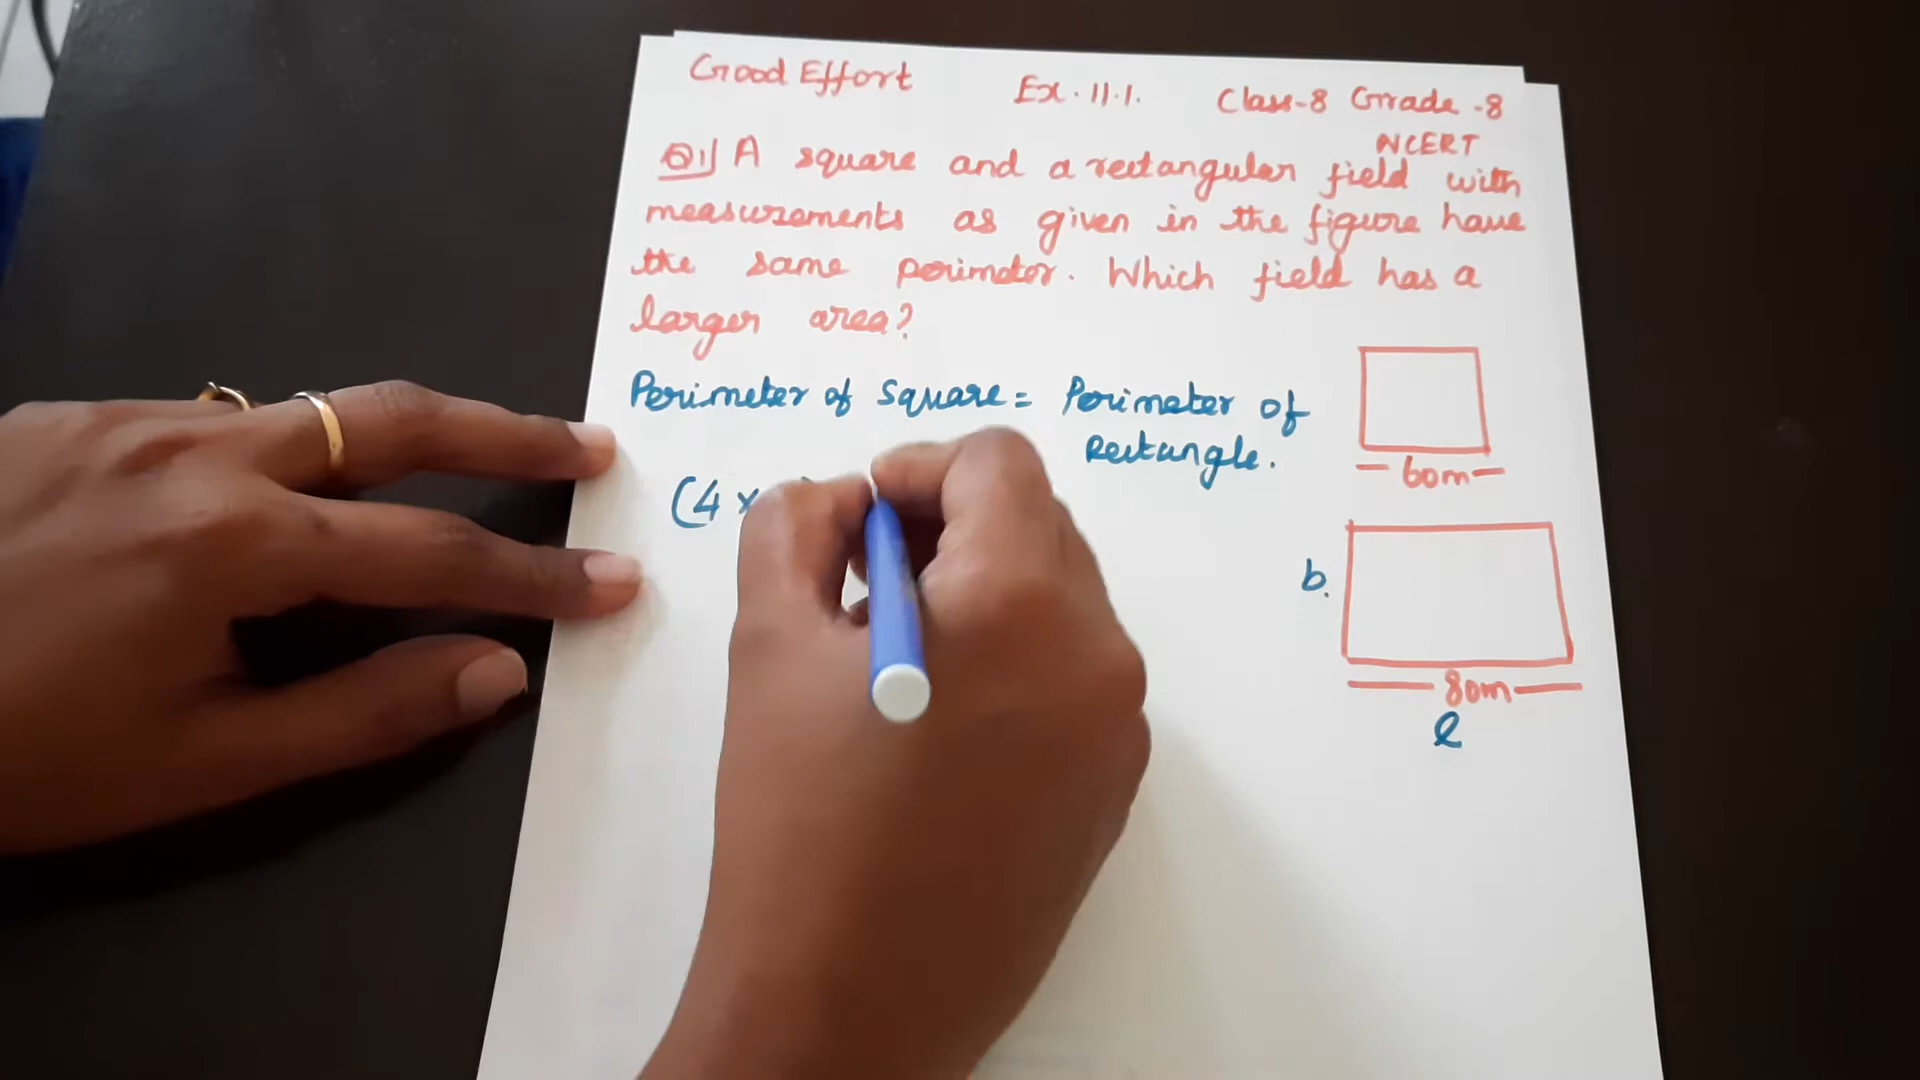 Good Effort Ex. 11.1. Class-8 Grade -8
NCERT
Q1) A square and a rectangular field with
measurements as given in the figure have
the same perimeter. Which field has a
larger area?
Perimeter of Square = Perimeter of
Rectangle.
60m
(4 ×
b.
80m
l